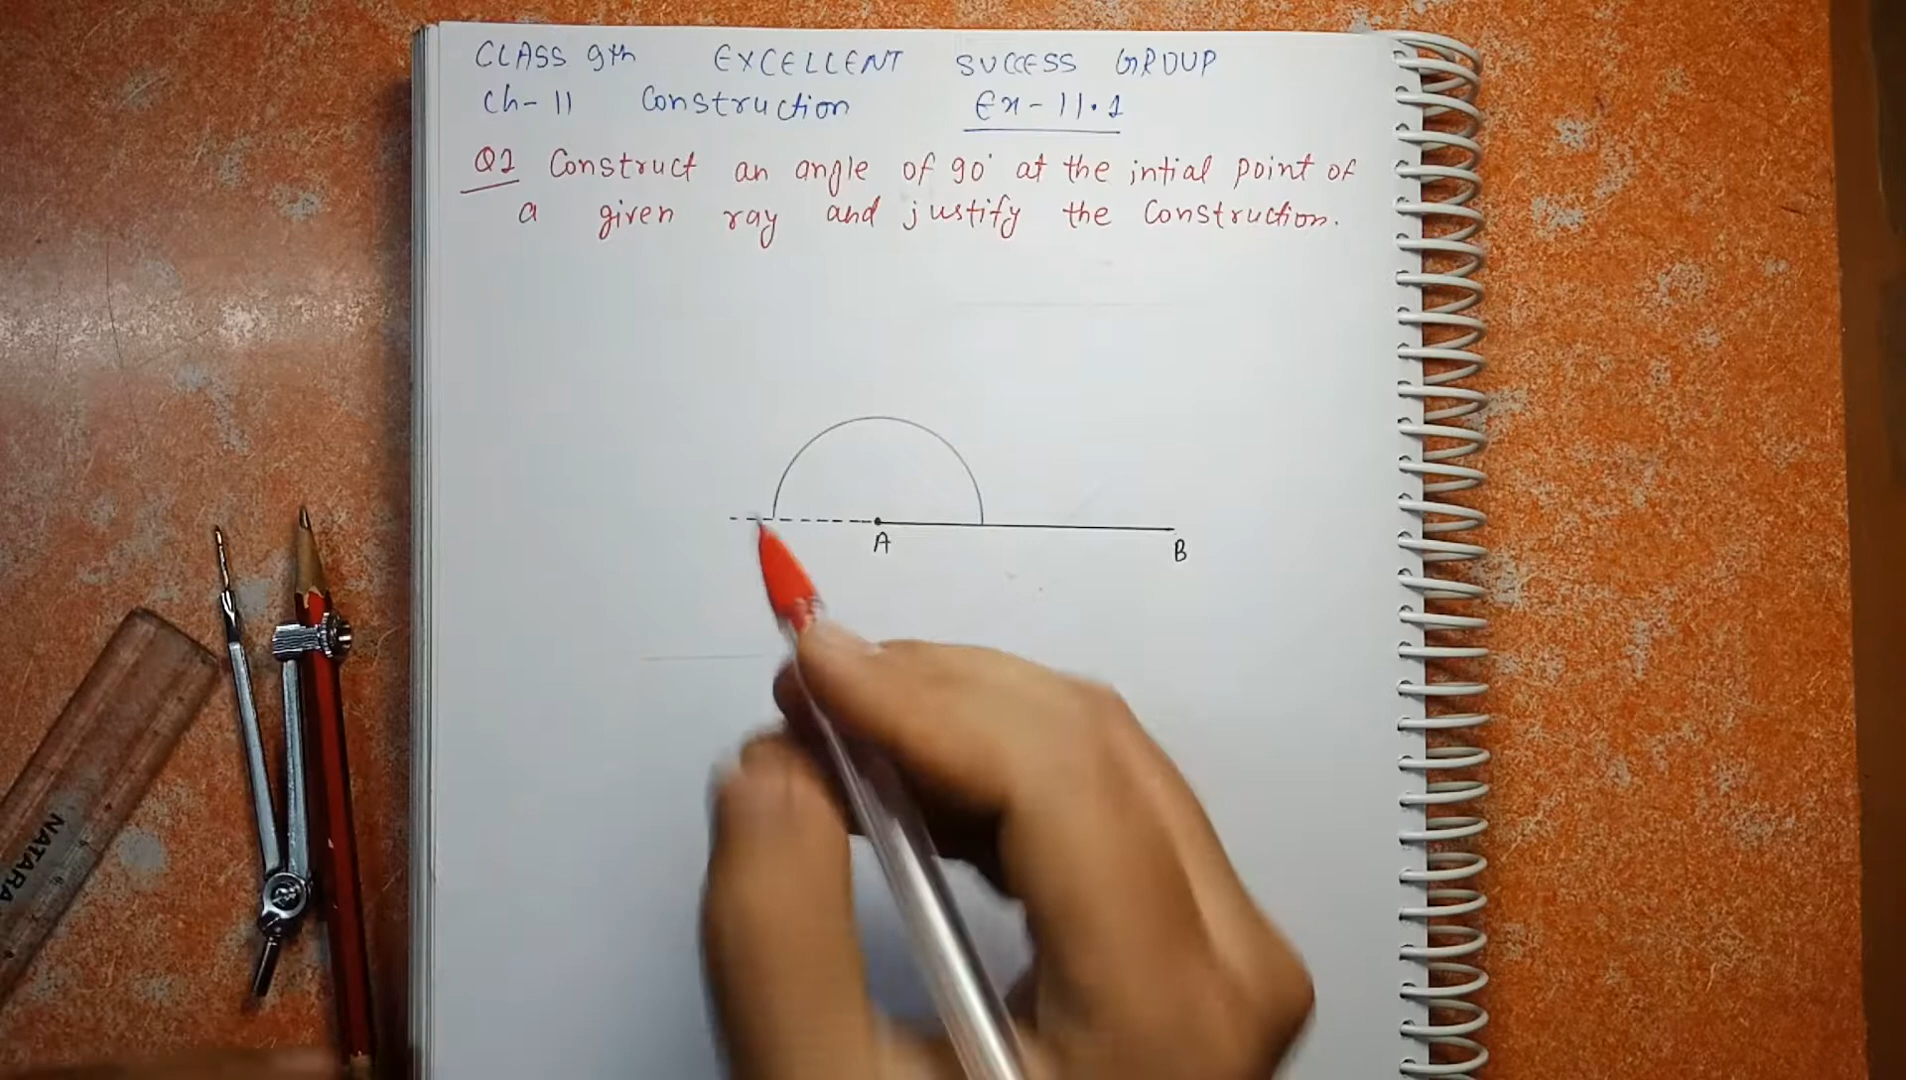 CLASS 9th EXCELLENT SUCCESS GROUP
Ch-11 Construction Ex-11.1
Q1 Construct an angle of 90° at the intial point of
a given ray and justify the Construction.
A
B
NATARA